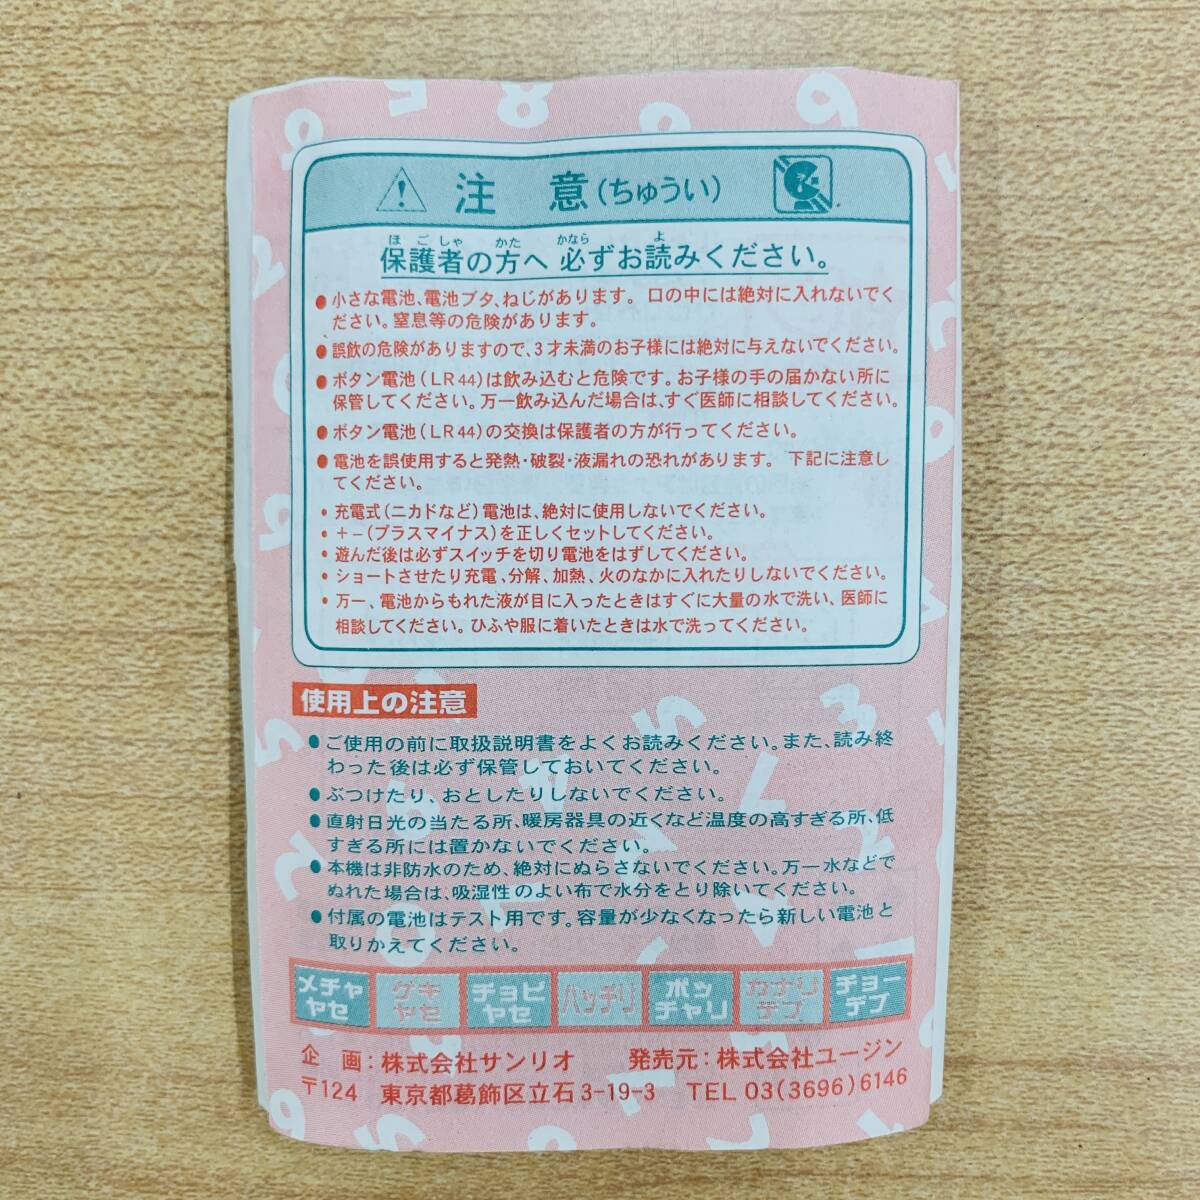 注意(ちゅうい)
保護者の方へ 必ずお読みください。
●小さな電池、電池ブタ、ねじがあります。口の中には絶対に入れないでく
ださい。窒息等の危険があります。
●誤飲の危険がありますので、3才未満のお子様には絶対に与えないでください。
●ボタン電池(LR44)は飲み込むと危険です。お子様の手の届かない所に
保管してください。万一飲み込んだ場合は、すぐ医師に相談してください。
●ボタン電池(LR44)の交換は保護者の方が行ってください。
●電池を誤使用すると発熱・破裂・液漏れの恐れがあります。下記に注意し
てください。
・充電式(ニカドなど)電池は、絶対に使用しないでください。
・+-(プラスマイナス)を正しくセットしてください。
・遊んだ後は必ずスイッチを切り電池をはずしてください。
・ショートさせたり充電、分解、加熱、火のなかに入れたりしないでください。
・万一、電池からもれた液が目に入ったときはすぐに大量の水で洗い、医師に
相談してください。ひふや服に着いたときは水で洗ってください。
使用上の注意
●ご使用の前に取扱説明書をよくお読みください。また、読み終
わった後は必ず保管しておいてください。
●ぶつけたり、おとしたりしないでください。
●直射日光の当たる所、暖房器具の近くなど温度の高すぎる所、低
すぎる所には置かないでください。
●本機は非防水のため、絶対にぬらさないでください。万一水などで
ぬれた場合は、吸湿性のよい布で水分をとり除いてください。
●付属の電池はテスト用です。容量が少なくなったら新しい電池と
取りかえてください。
メチャヤセ ゲキヤセ チョビヤセ バッチリ ポッチャリ カナリデブ チョーデブ
企 画:株式会社サンリオ 発売元:株式会社ユージン
〒124 東京都葛飾区立石3-19-3 TEL 03(3696)6146